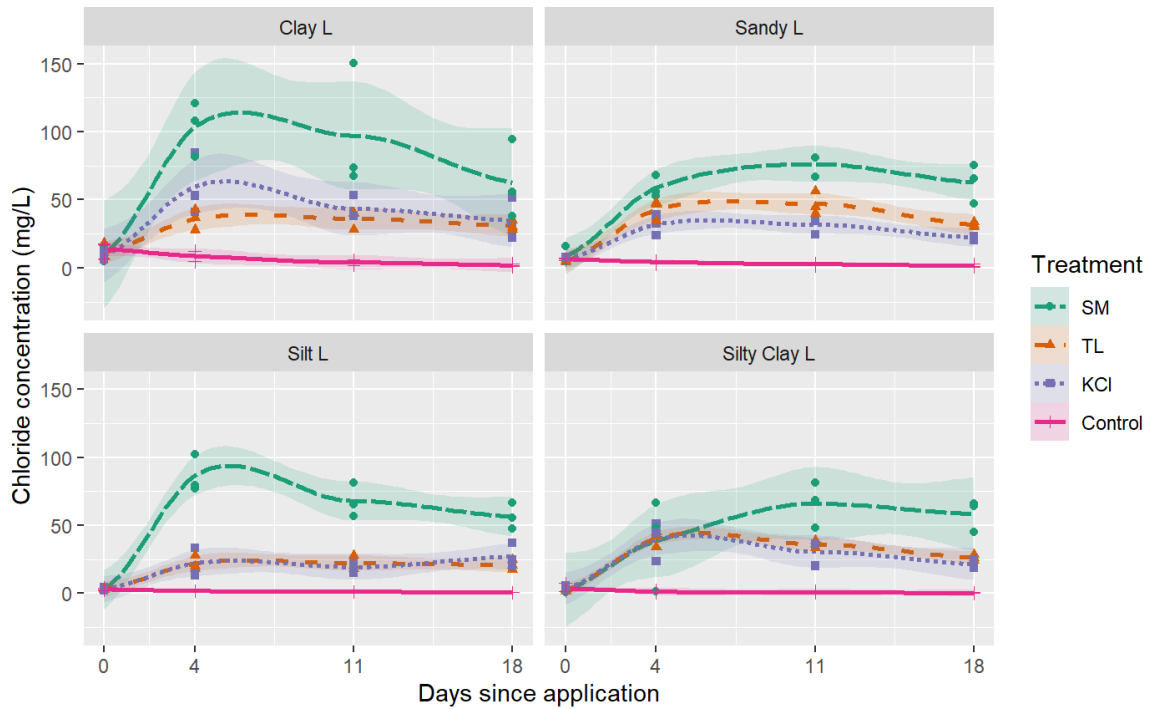 Clay L
Sandy L
150
100
50
0
Silt L
Silty Clay L
150
100
50
0
0
4
11
18
0
4
11
18
Days since application
Chloride concentration (mg/L)
Treatment
SM
TL
KCl
Control